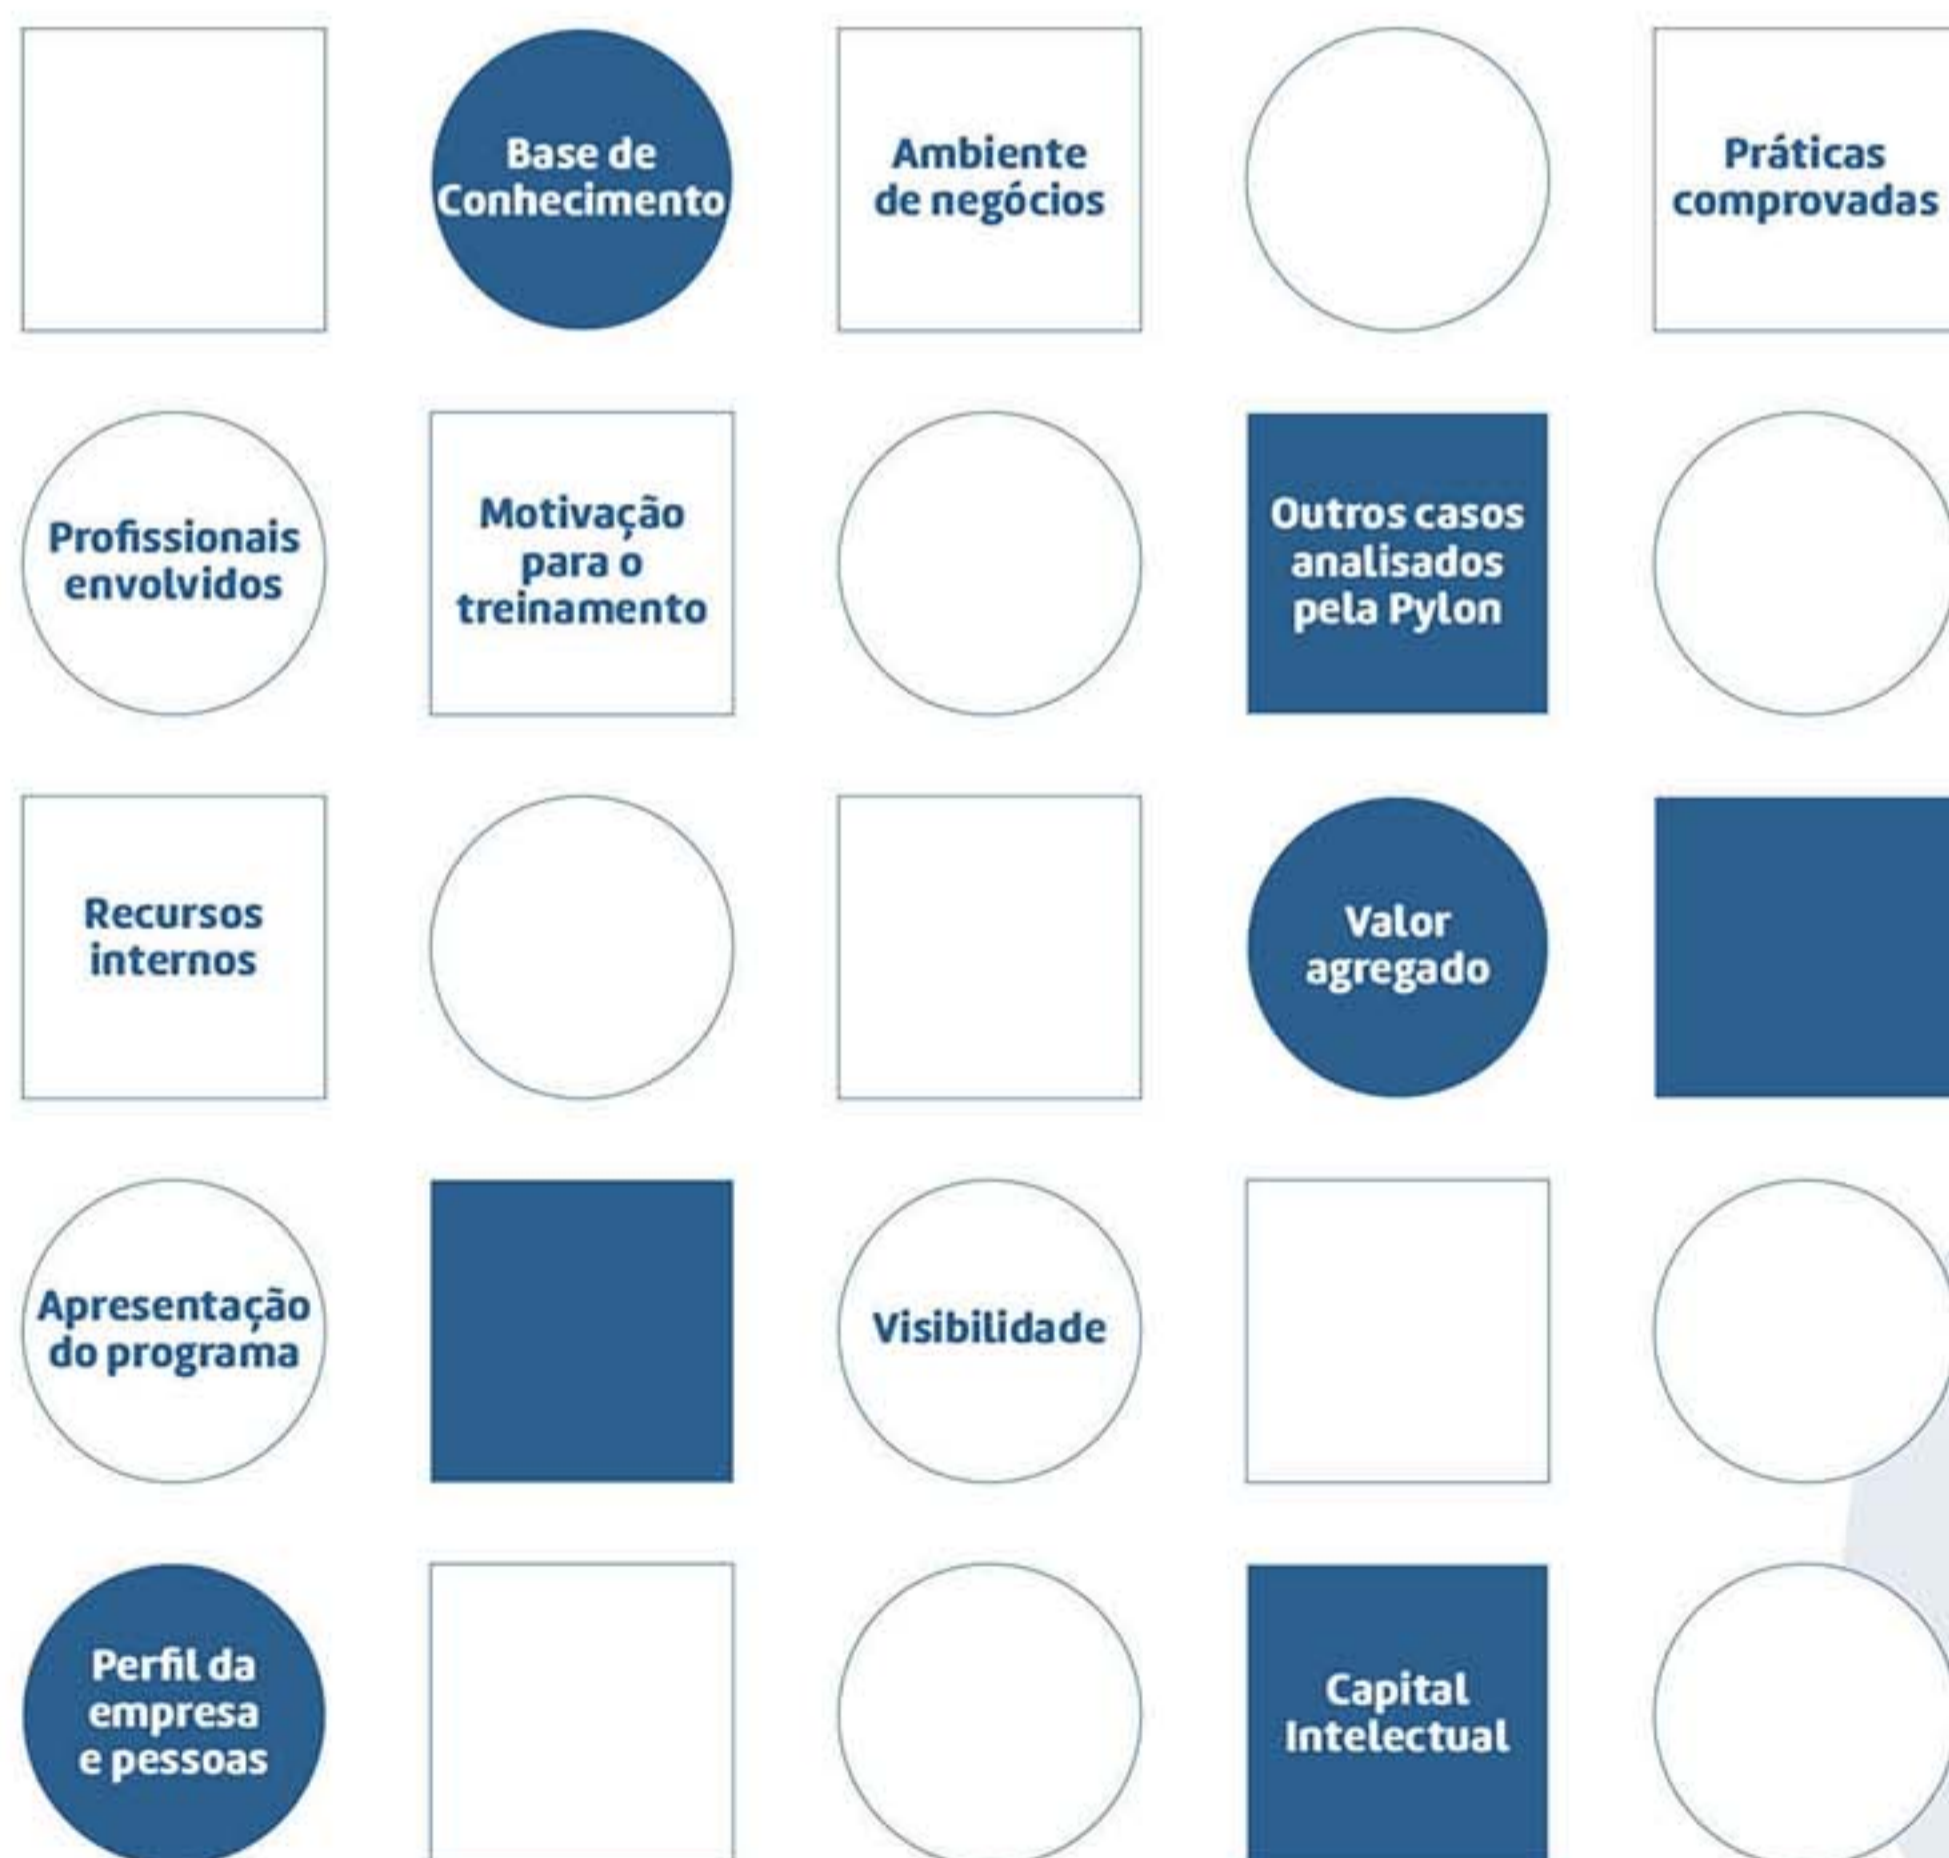 Base de
Conhecimento
Ambiente
de negócios
Práticas
comprovadas
Profissionais
envolvidos
Motivação
para o
treinamento
Outros casos
analisados
pela Pylon
Recursos
internos
Valor
agregado
Apresentação
do programa
Visibilidade
Perfil da
empresa
e pessoas
Capital
Intelectual